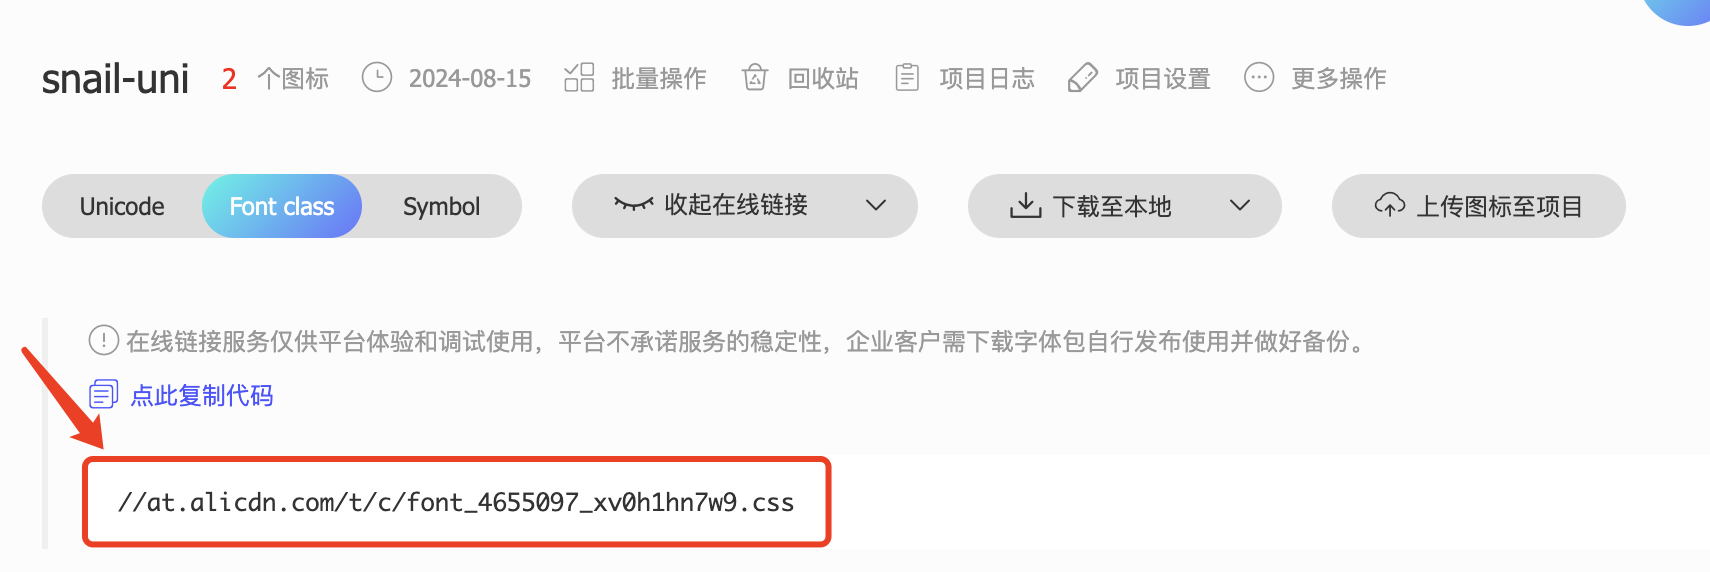 snail-uni 2 个图标 2024-08-15 批量操作 回收站 项目日志 项目设置 更多操作
Unicode Font class Symbol 收起在线链接 下载至本地 上传图标至项目
在线链接服务仅供平台体验和调试使用，平台不承诺服务的稳定性，企业客户需下载字体包自行发布使用并做好备份。
点此复制代码
//at.alicdn.com/t/c/font_4655097_xv0h1hn7w9.css